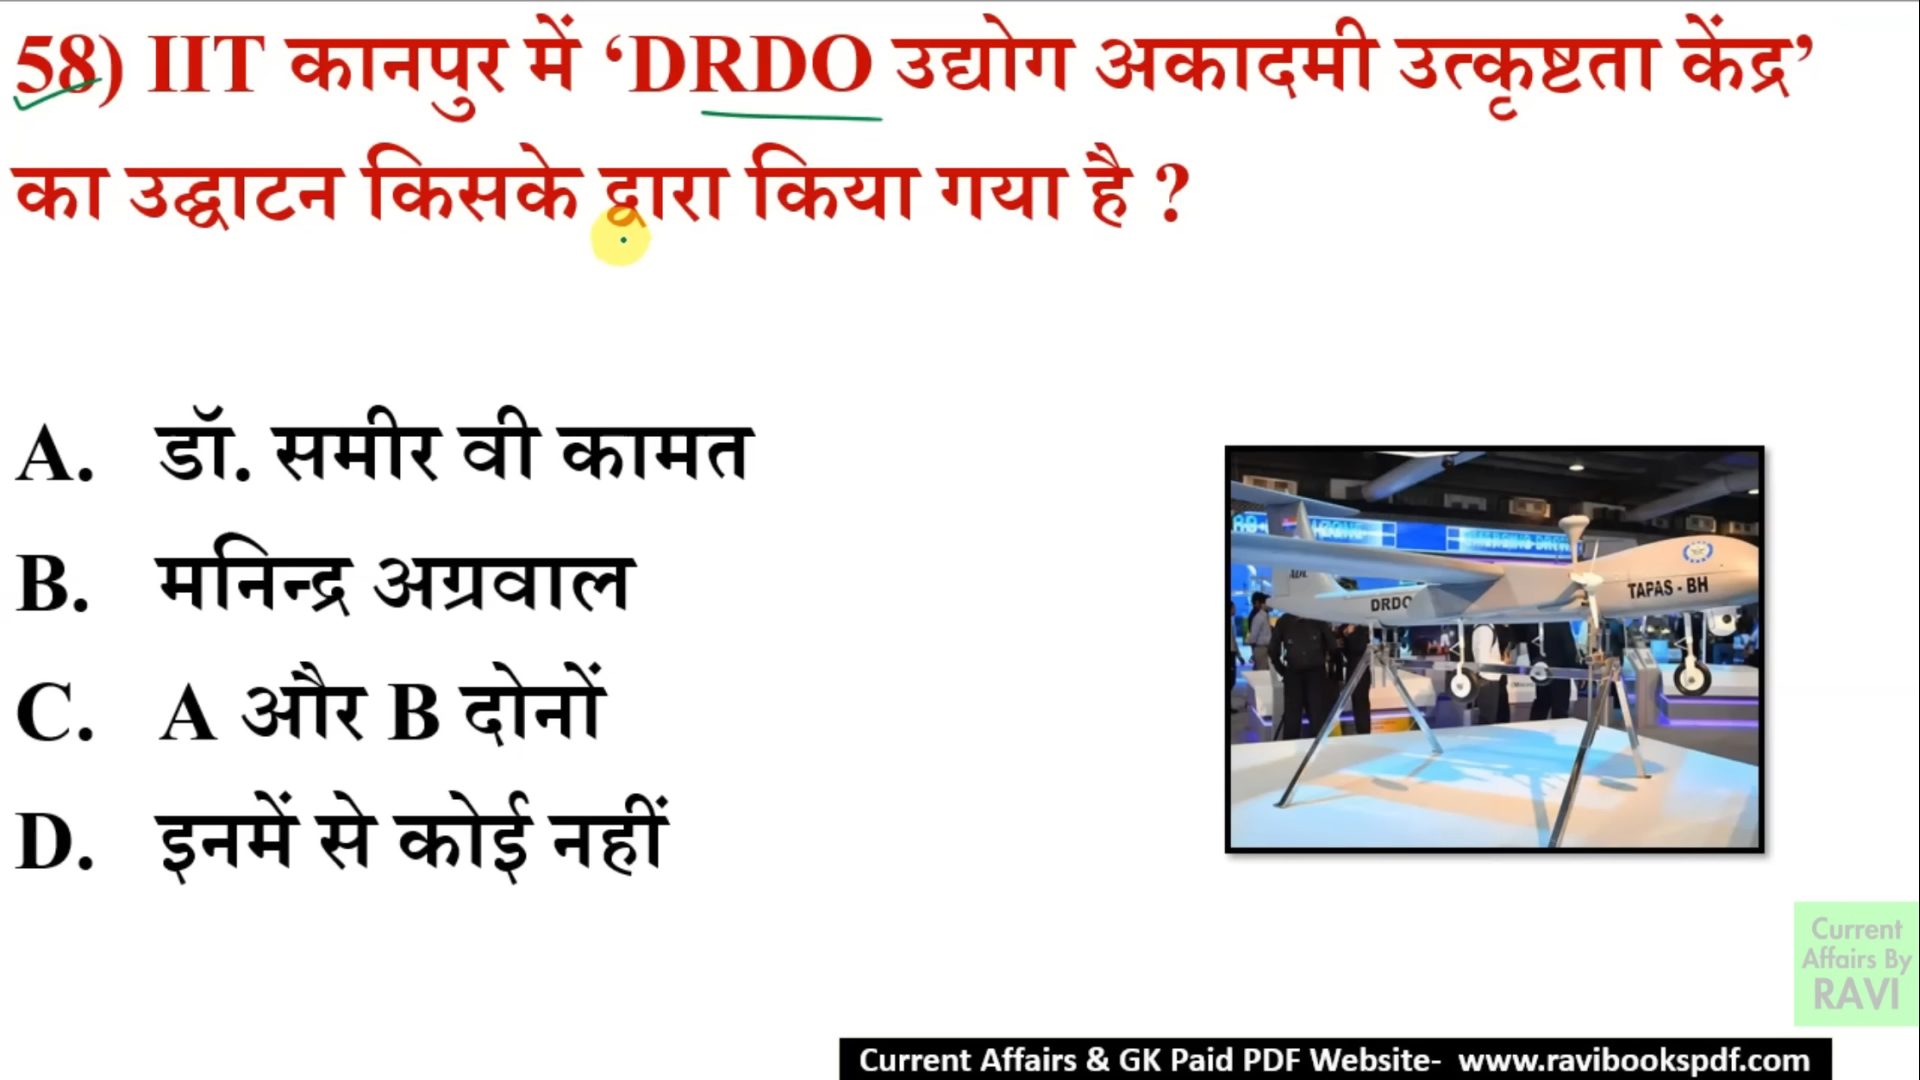 58) IIT कानपुर में ‘DRDO उद्योग अकादमी उत्कृष्टता केंद्र’
का उद्घाटन किसके द्वारा किया गया है ?
A. डॉ. समीर वी कामत
B. मनिन्द्र अग्रवाल
C. A और B दोनों
D. इनमें से कोई नहीं
DRDO
TAPAS - BH
Current
Affairs By
RAVI
Current Affairs & GK Paid PDF Website- www.ravibookspdf.com